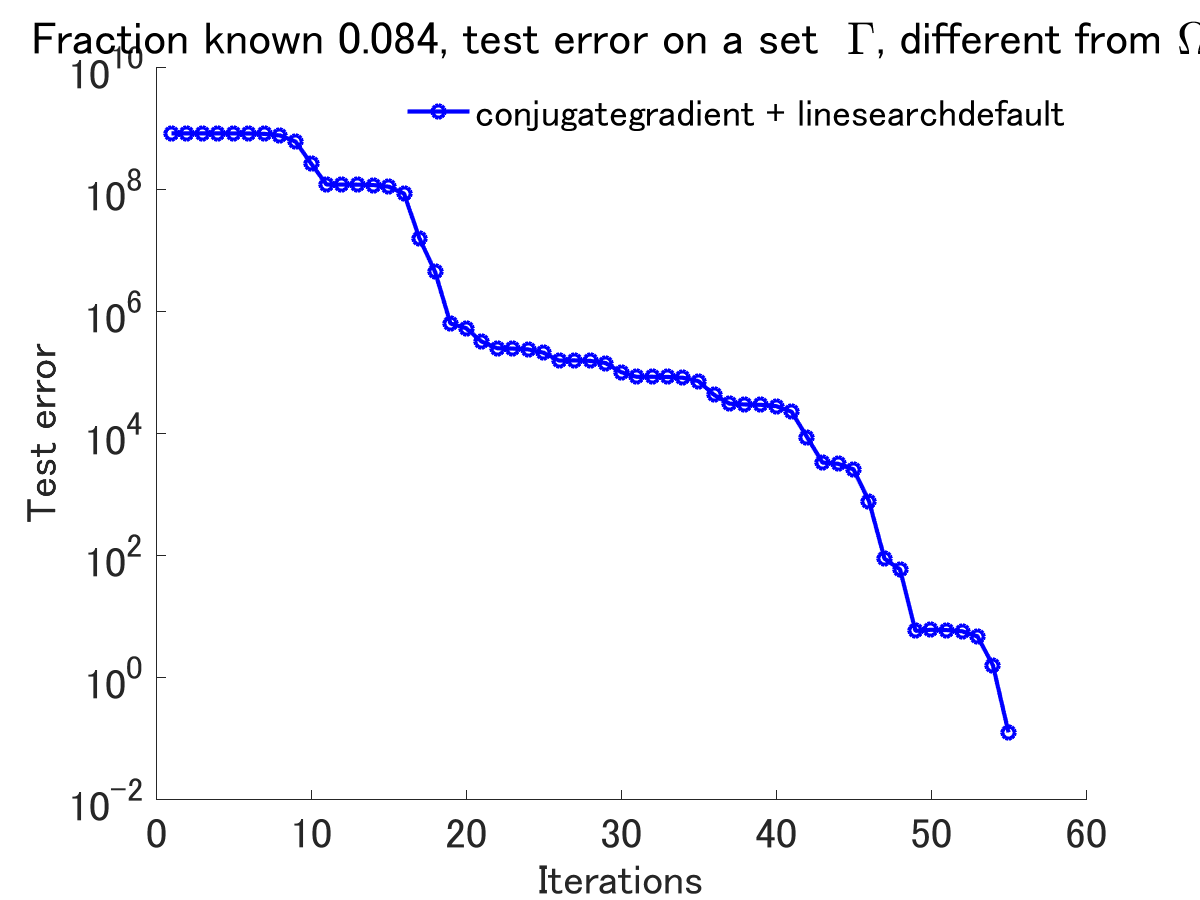 Fraction known 0.084, test error on a set Γ, different from Ω
10^10
conjugategradient + linesearchdefault
10^8
10^6
10^4
10^2
10^0
10^−2
Test error
0 10 20 30 40 50 60
Iterations